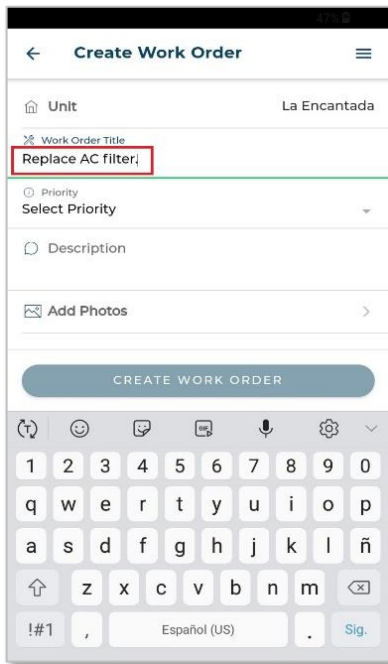 47%
Create Work Order
Unit La Encantada
Work Order Title
Replace AC filter.
Priority
Select Priority
Description
Add Photos
CREATE WORK ORDER
GIF
1 2 3 4 5 6 7 8 9 0
q w e r t y u i o p
a s d f g h j k l ñ
z x c v b n m
!#1 , Español (US) . Sig.